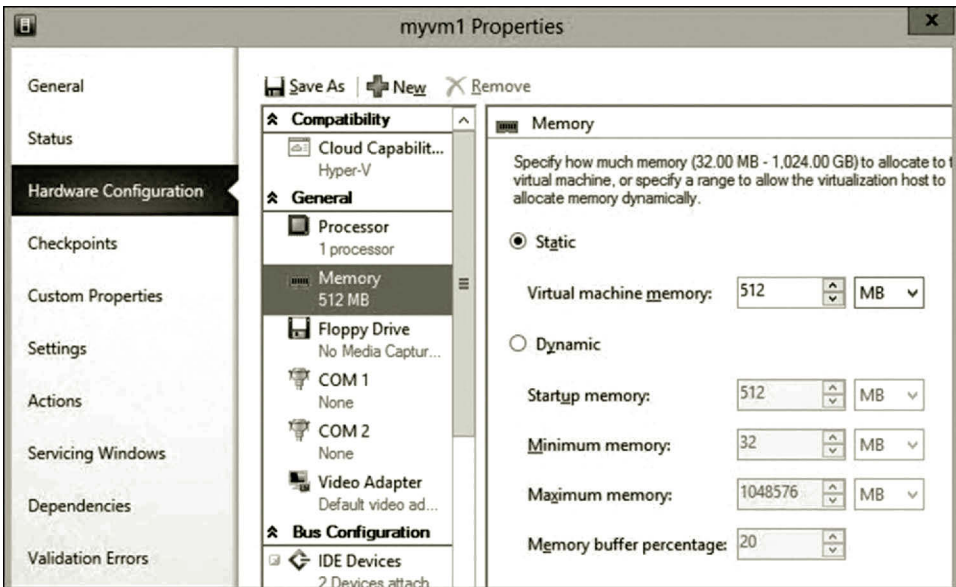 myvm1 Properties
x
General
Status
Hardware Configuration
Checkpoints
Custom Properties
Settings
Actions
Servicing Windows
Dependencies
Validation Errors
Save As
New
Remove
Compatibility
Cloud Capabilit...
Hyper-V
General
Processor
1 processor
Memory
512 MB
Floppy Drive
No Media Captur...
COM 1
None
COM 2
None
Video Adapter
Default video ad...
Bus Configuration
IDE Devices
2 Devices attach
Memory
Specify how much memory (32.00 MB - 1,024.00 GB) to allocate to t
virtual machine, or specify a range to allow the virtualization host to
allocate memory dynamically.
Static
Virtual machine memory: 512 MB
Dynamic
Startup memory: 512 MB
Minimum memory: 32 MB
Maximum memory: 1048576 MB
Memory buffer percentage: 20